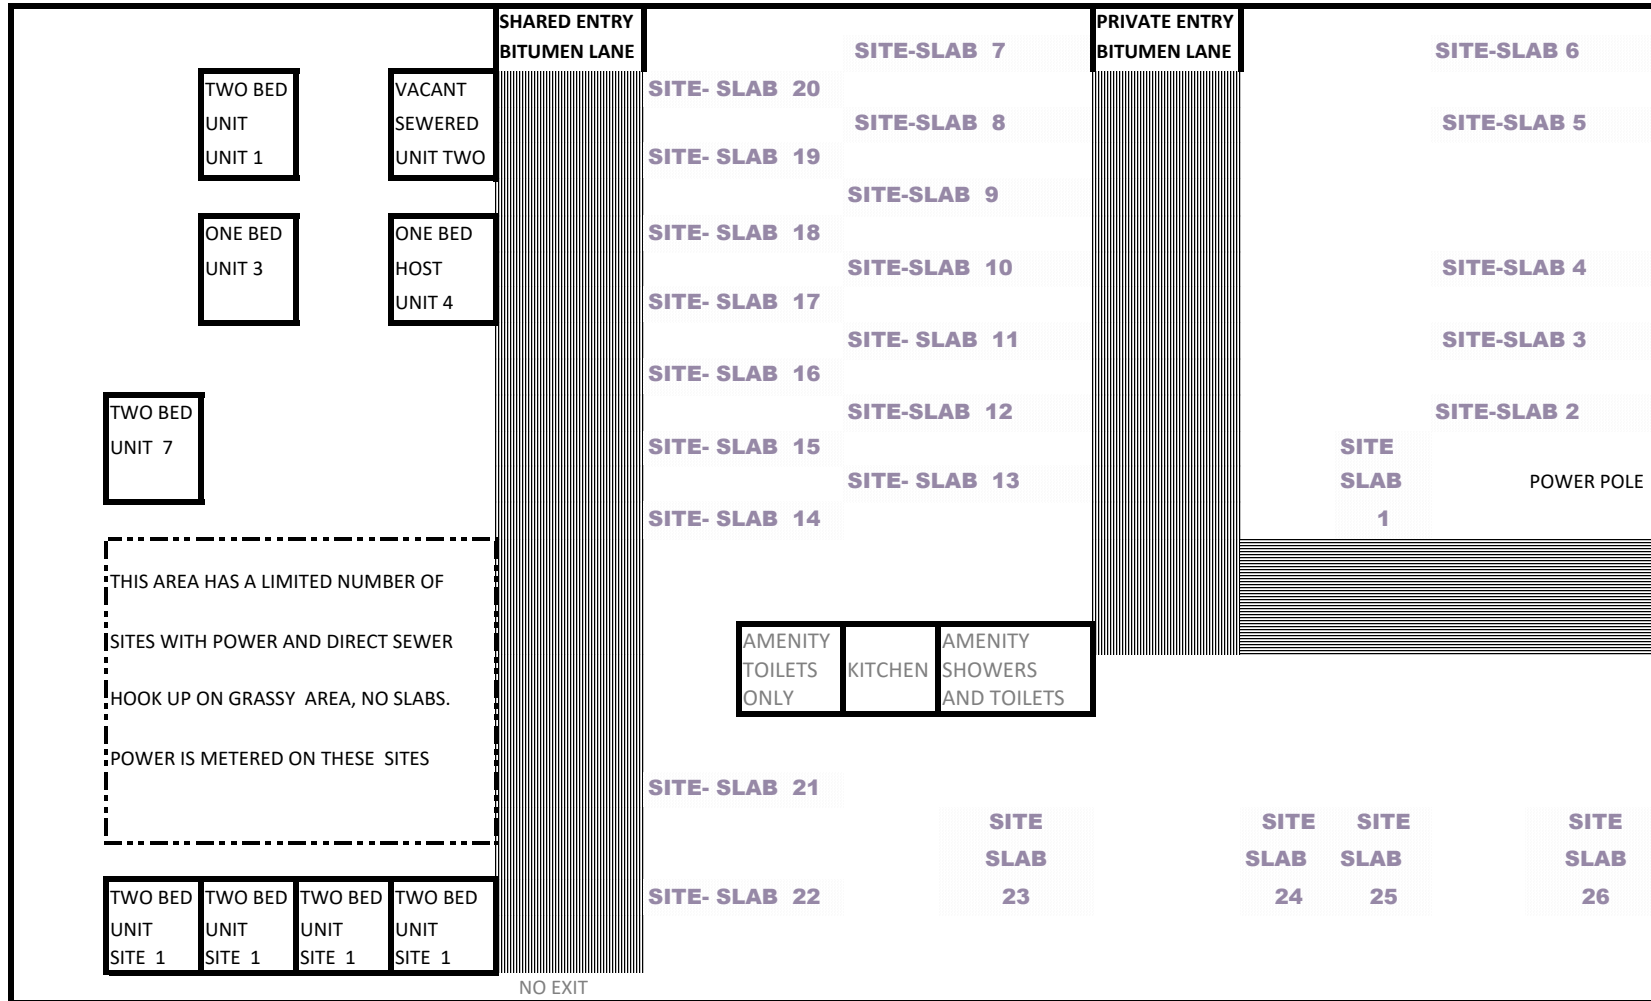 SHARED ENTRY
BITUMEN LANE
PRIVATE ENTRY
BITUMEN LANE
SITE-SLAB 7
SITE-SLAB 6
TWO BED
UNIT
UNIT 1
VACANT
SEWERED
UNIT TWO
SITE- SLAB 20
SITE-SLAB 8
SITE-SLAB 5
SITE- SLAB 19
SITE-SLAB 9
ONE BED
UNIT 3
ONE BED
HOST
UNIT 4
SITE- SLAB 18
SITE-SLAB 10
SITE-SLAB 4
SITE- SLAB 17
SITE- SLAB 11
SITE-SLAB 3
SITE- SLAB 16
TWO BED
UNIT 7
SITE-SLAB 12
SITE-SLAB 2
SITE- SLAB 15
SITE
SLAB
1
SITE- SLAB 13
POWER POLE
SITE- SLAB 14
THIS AREA HAS A LIMITED NUMBER OF
SITES WITH POWER AND DIRECT SEWER
HOOK UP ON GRASSY AREA, NO SLABS.
POWER IS METERED ON THESE SITES
AMENITY
TOILETS
ONLY
KITCHEN
AMENITY
SHOWERS
AND TOILETS
SITE- SLAB 21
SITE
SLAB
23
SITE
SLAB
24
SITE
SLAB
25
SITE
SLAB
26
TWO BED
UNIT
SITE 1
TWO BED
UNIT
SITE 1
TWO BED
UNIT
SITE 1
TWO BED
UNIT
SITE 1
SITE- SLAB 22
NO EXIT